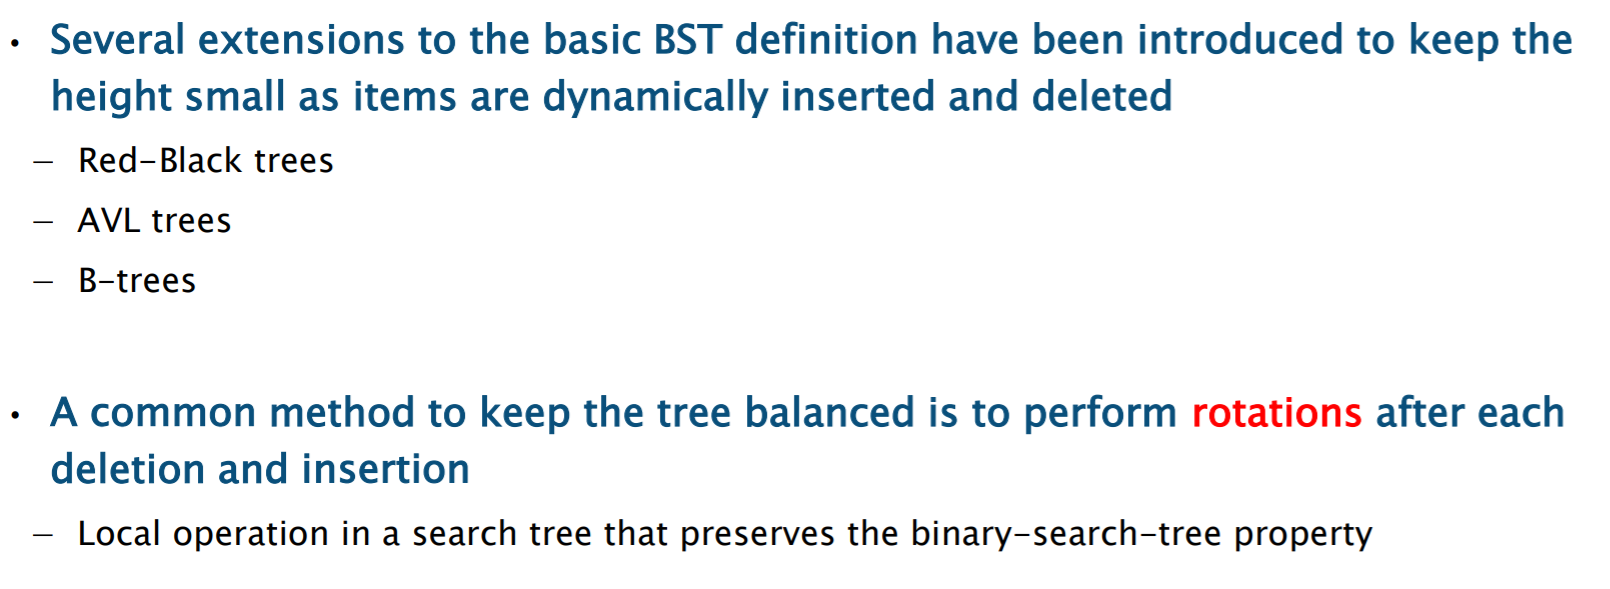 • Several extensions to the basic BST definition have been introduced to keep the
height small as items are dynamically inserted and deleted
– Red-Black trees
– AVL trees
– B-trees
• A common method to keep the tree balanced is to perform rotations after each
deletion and insertion
– Local operation in a search tree that preserves the binary-search-tree property